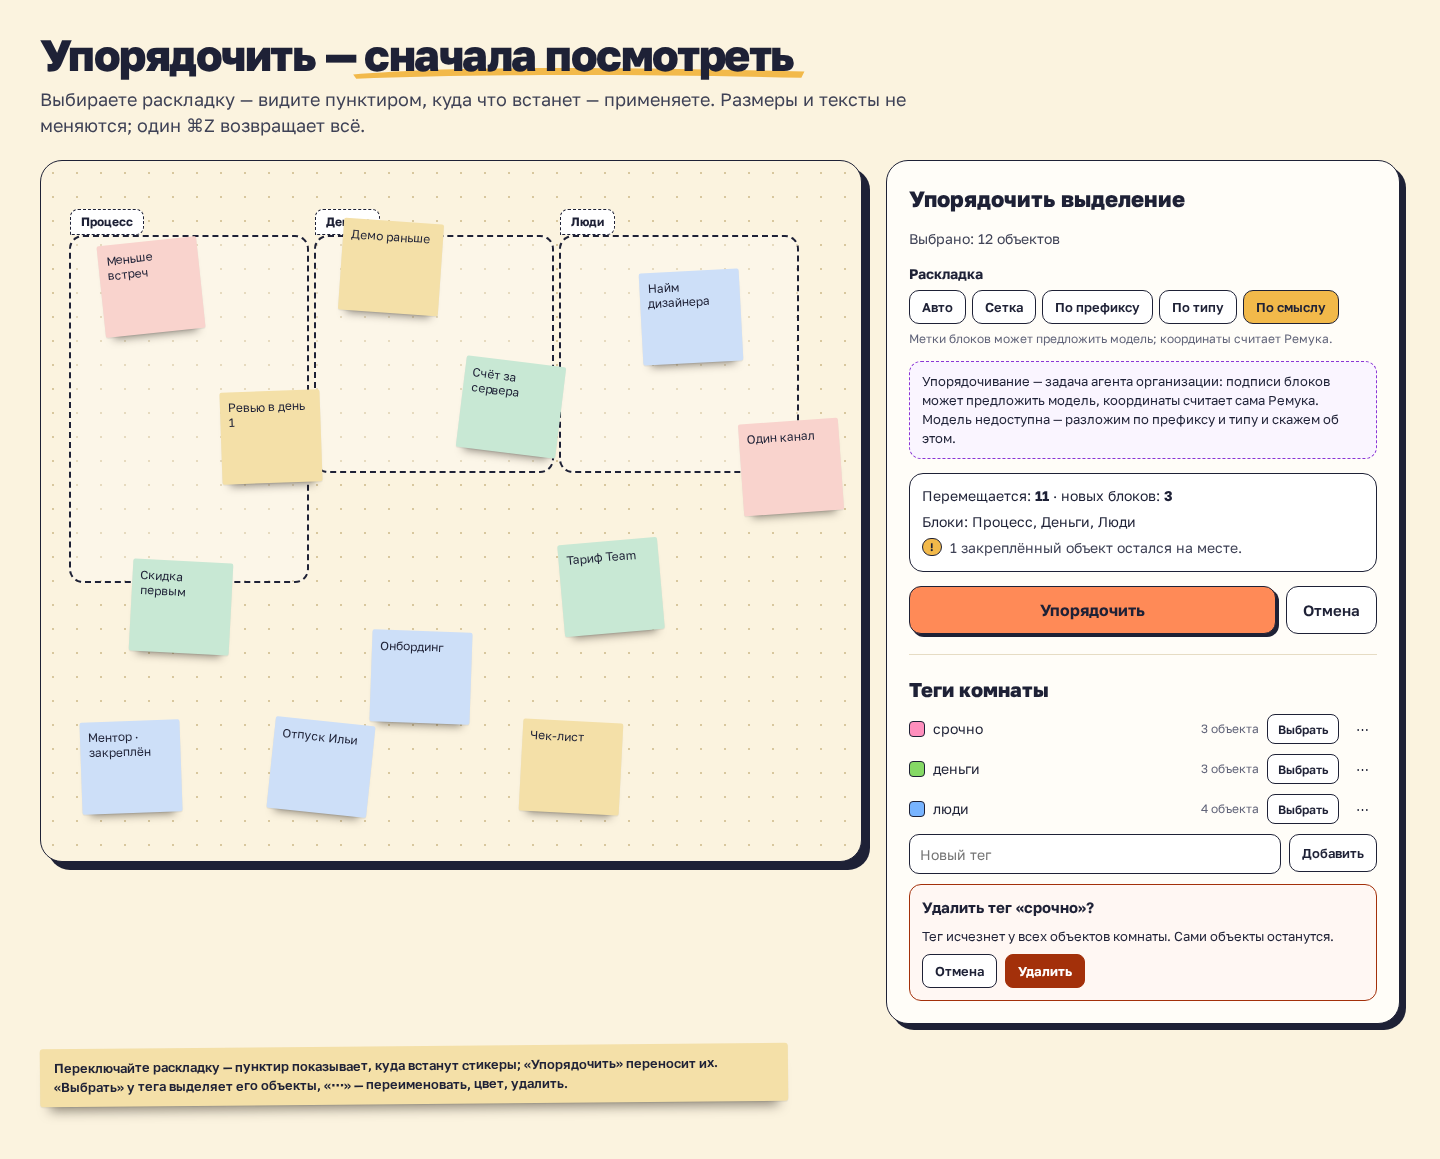 Упорядочить — сначала посмотреть
Выбираете раскладку — видите пунктиром, куда что встанет — применяете. Размеры и тексты не
меняются; один ⌘Z возвращает всё.
Процесс
Люди
Меньше
встреч
Демо раньше
Найм
дизайнера
Счёт за
сервера
Ревью в день
1
Один канал
Скидка
первым
Тариф Team
Онбординг
Ментор ·
закреплён
Отпуск Ильи
Чек-лист
Упорядочить выделение
Выбрано: 12 объектов
Раскладка
Авто
Сетка
По префиксу
По типу
По смыслу
Метки блоков может предложить модель; координаты считает Ремука.
Упорядочивание — задача агента организации: подписи блоков
может предложить модель, координаты считает сама Ремука.
Модель недоступна — разложим по префиксу и типу и скажем об
этом.
Перемещается: 11 · новых блоков: 3
Блоки: Процесс, Деньги, Люди
! 1 закреплённый объект остался на месте.
Упорядочить
Отмена
Теги комнаты
срочно 3 объекта Выбрать ···
деньги 3 объекта Выбрать ···
люди 4 объекта Выбрать ···
Новый тег
Добавить
Удалить тег «срочно»?
Тег исчезнет у всех объектов комнаты. Сами объекты останутся.
Отмена
Удалить
Переключайте раскладку — пунктир показывает, куда встанут стикеры; «Упорядочить» переносит их.
«Выбрать» у тега выделяет его объекты, «···» — переименовать, цвет, удалить.